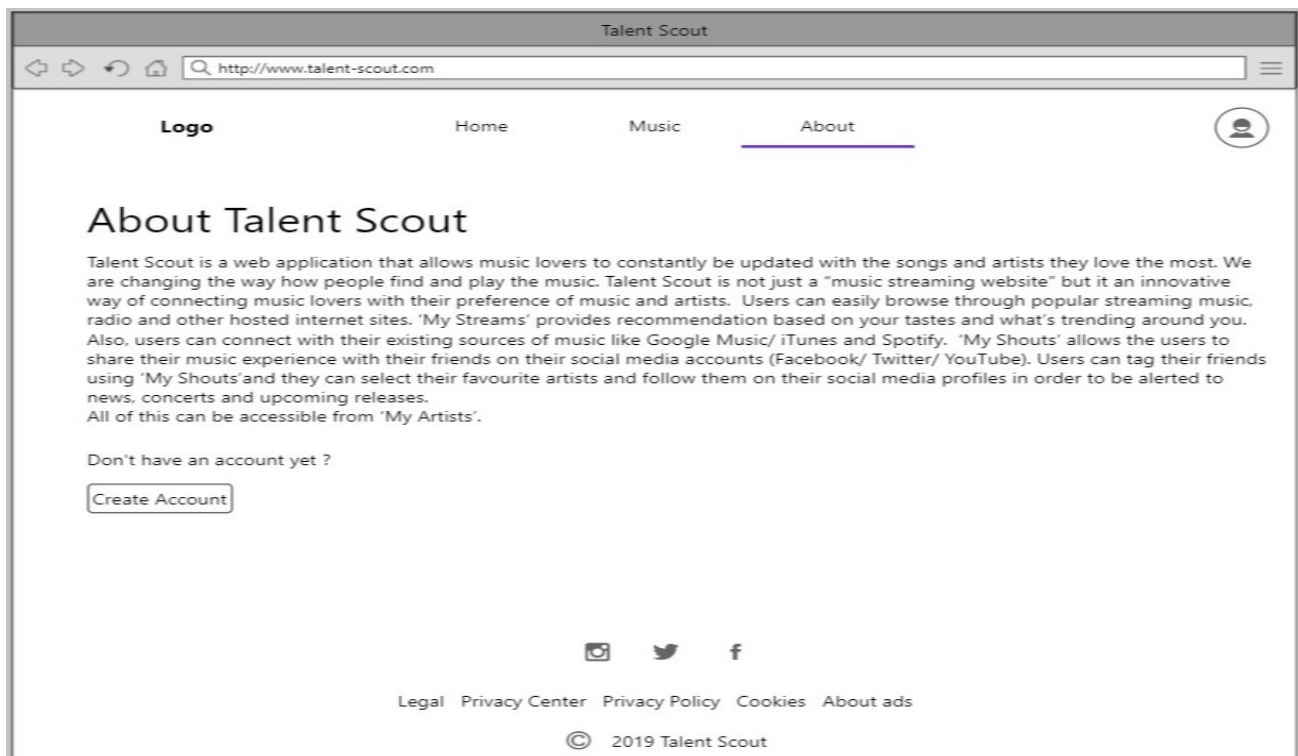 Talent Scout
http://www.talent-scout.com
Logo Home Music About
About Talent Scout
Talent Scout is a web application that allows music lovers to constantly be updated with the songs and artists they love the most. We
are changing the way how people find and play the music. Talent Scout is not just a “music streaming website” but it an innovative
way of connecting music lovers with their preference of music and artists.  Users can easily browse through popular streaming music,
radio and other hosted internet sites. ‘My Streams’ provides recommendation based on your tastes and what’s trending around you.
Also, users can connect with their existing sources of music like Google Music/ iTunes and Spotify.  ‘My Shouts’ allows the users to
share their music experience with their friends on their social media accounts (Facebook/ Twitter/ YouTube). Users can tag their friends
using ‘My Shouts’and they can select their favourite artists and follow them on their social media profiles in order to be alerted to
news, concerts and upcoming releases.
All of this can be accessible from ‘My Artists’.
Don't have an account yet ?
Create Account
Legal Privacy Center Privacy Policy Cookies About ads
© 2019 Talent Scout